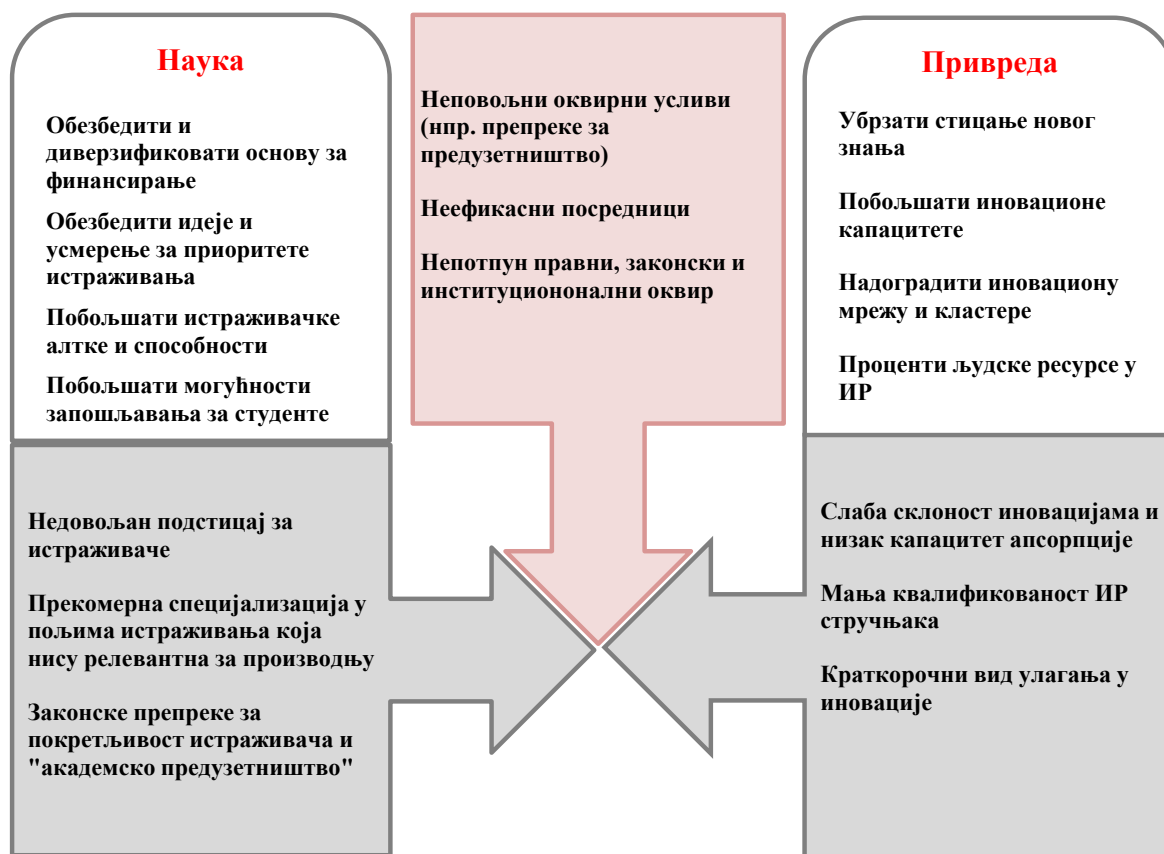 Наука
Обезбедити и
диверзификовати основу за
финансирање
Обезбедити идеје и
усмерење за приоритете
истраживања
Побољшати истраживачке
алтке и способности
Побољшати могућности
запошљавања за студенте
Недовољан подстицај за
истраживаче
Прекомерна специјализација у
пољима истраживања која
нису релевантна за производњу
Законске препреке за
покретљивост истраживача и
"академско предузетништво"
Неповољни оквирни усливи
(нпр. препреке за
предузетништво)
Неефикасни посредници
Непотпун правни, законски и
институциононални оквир
Привреда
Убрзати стицање новог
знања
Побољшати иновационе
капацитете
Надоградити иновациону
мрежу и кластере
Проценти људске ресурсе у
ИР
Слаба склоност иновацијама и
низак капацитет апсорпције
Мања квалификованост ИР
стручњака
Краткорочни вид улагања у
иновације